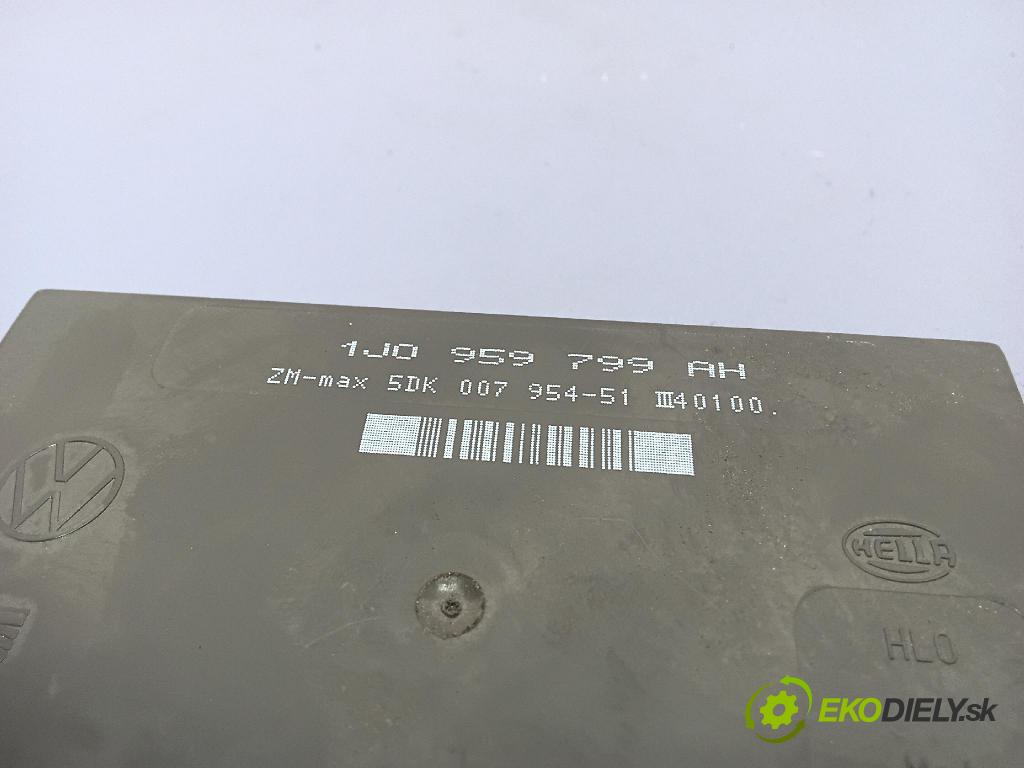 1J0 959 799 AH
ZM-max 5DK 007 954-51 III40100
HELLA
HLO
EKODIELY.sk